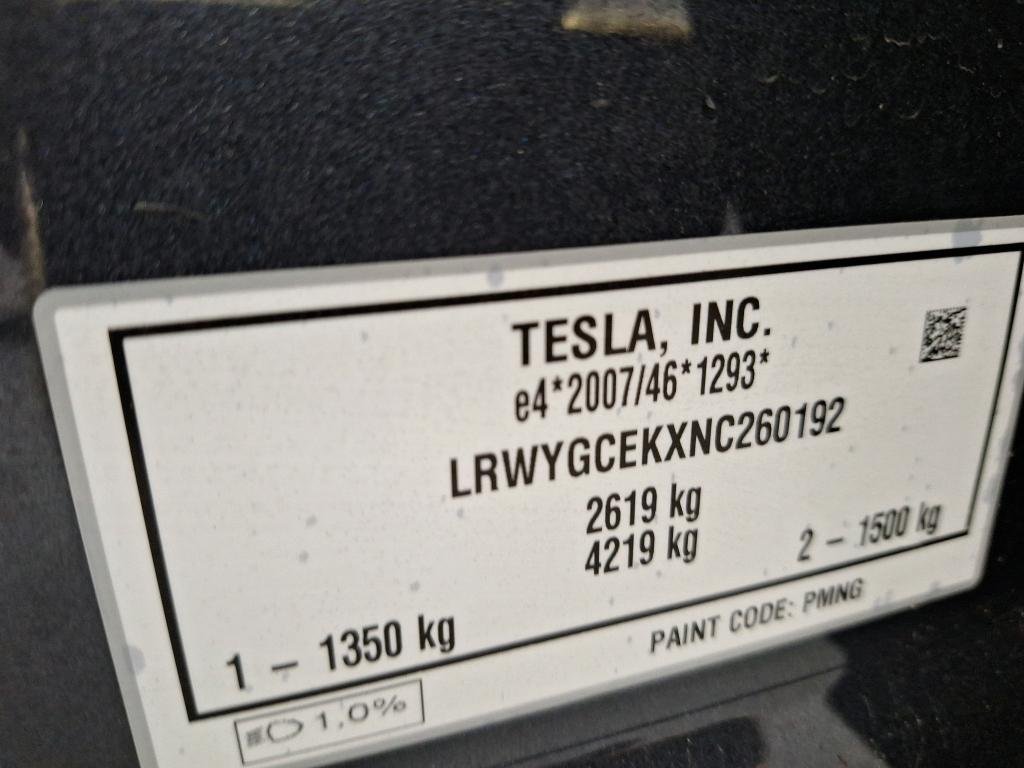 TESLA, INC.
e4*2007/46*1293*
LRWYGCEKXNC260192
2619 kg
4219 kg
1 – 1350 kg
2 – 1500 kg
PAINT CODE: PMNG
1,0%